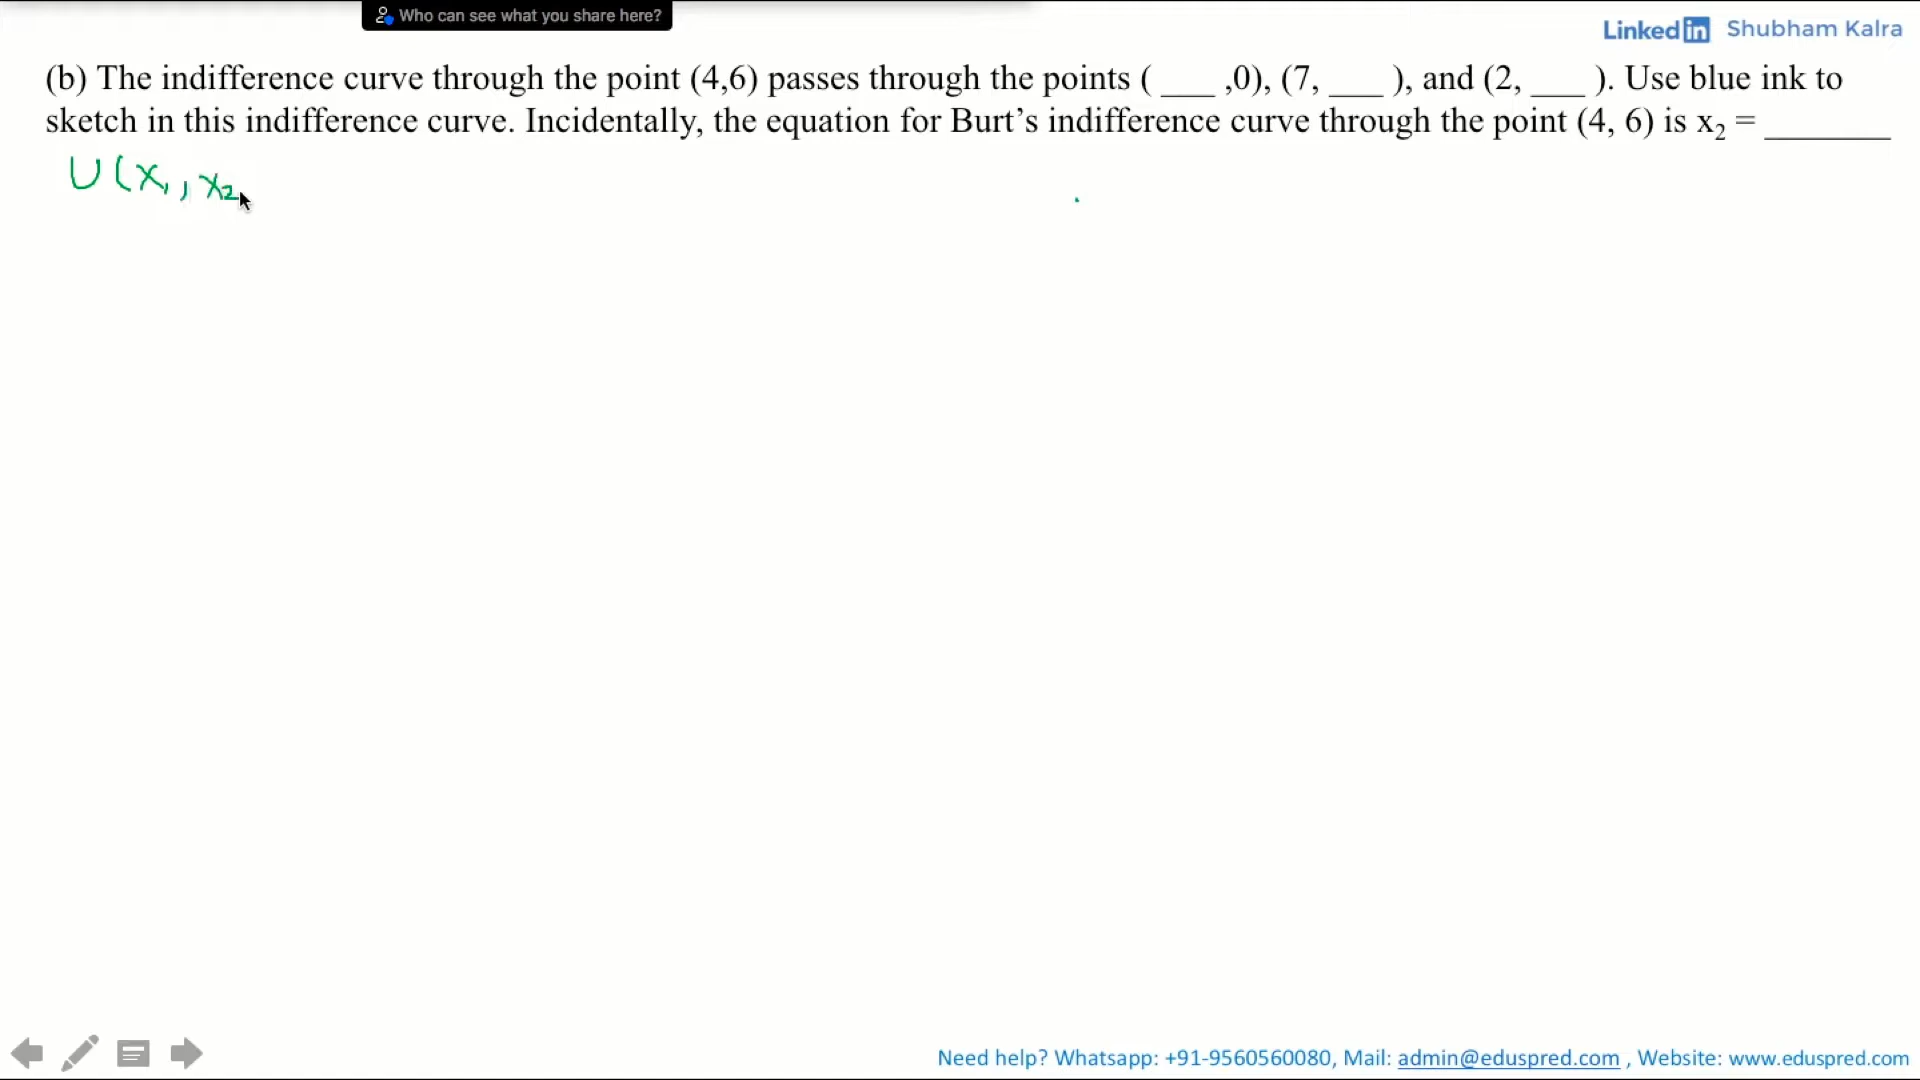 Who can see what you share here?
Linked in Shubham Kalra
(b) The indifference curve through the point (4,6) passes through the points ( ___ ,0), (7, ___ ), and (2, ___ ). Use blue ink to
sketch in this indifference curve. Incidentally, the equation for Burt’s indifference curve through the point (4, 6) is x₂ = _______
U(x₁, x₂
Need help? Whatsapp: +91-9560560080, Mail: admin@eduspred.com , Website: www.eduspred.com